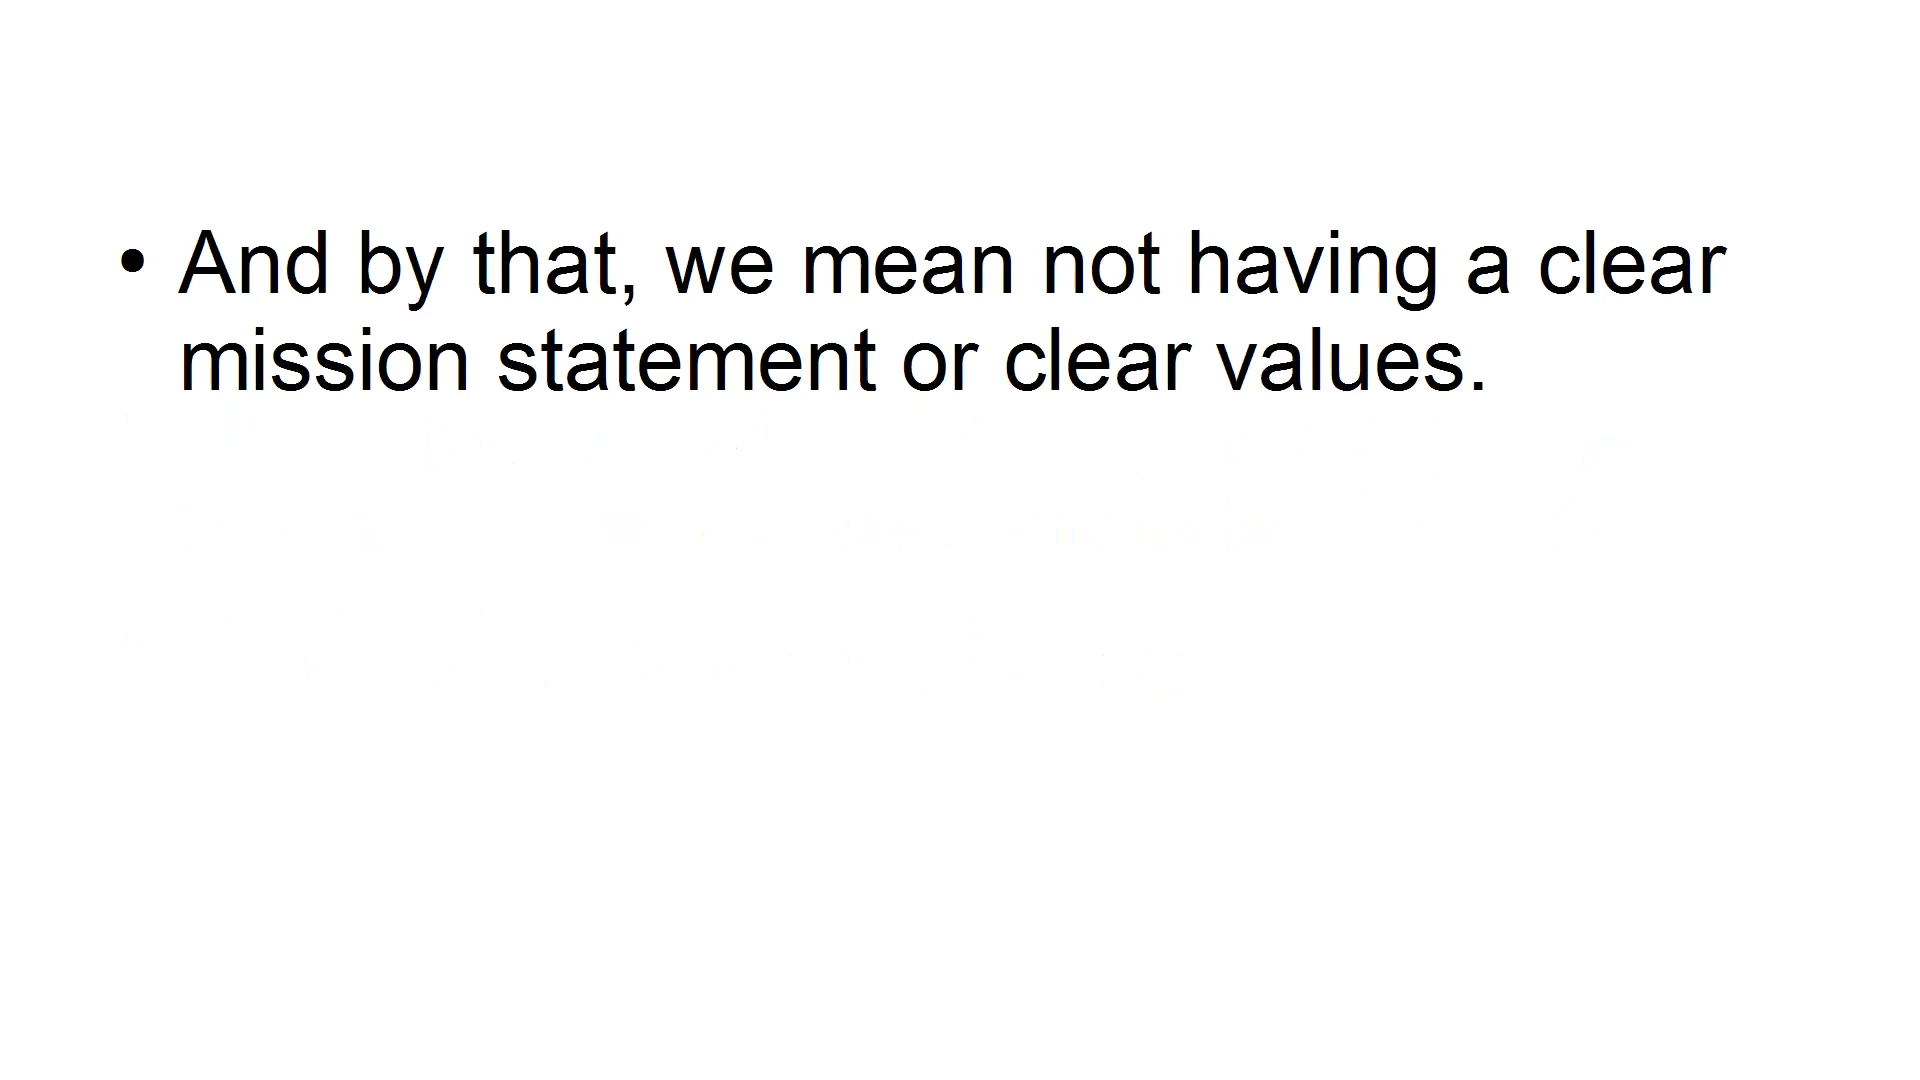 • And by that, we mean not having a clear
mission statement or clear values.